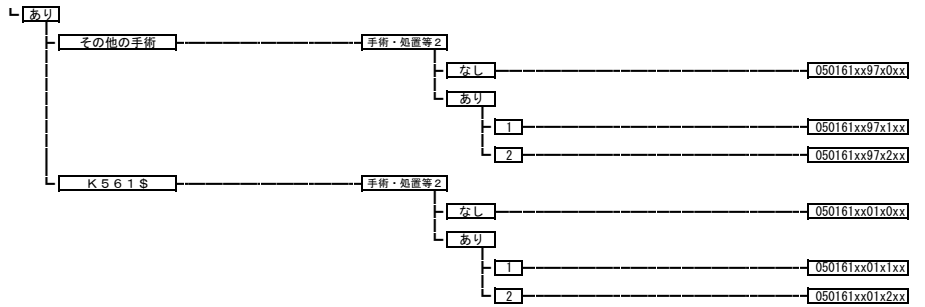 あり
その他の手術 手術・処置等2
なし 050161xx97x0xx
あり
1 050161xx97x1xx
2 050161xx97x2xx
K561$ 手術・処置等2
なし 050161xx01x0xx
あり
1 050161xx01x1xx
2 050161xx01x2xx